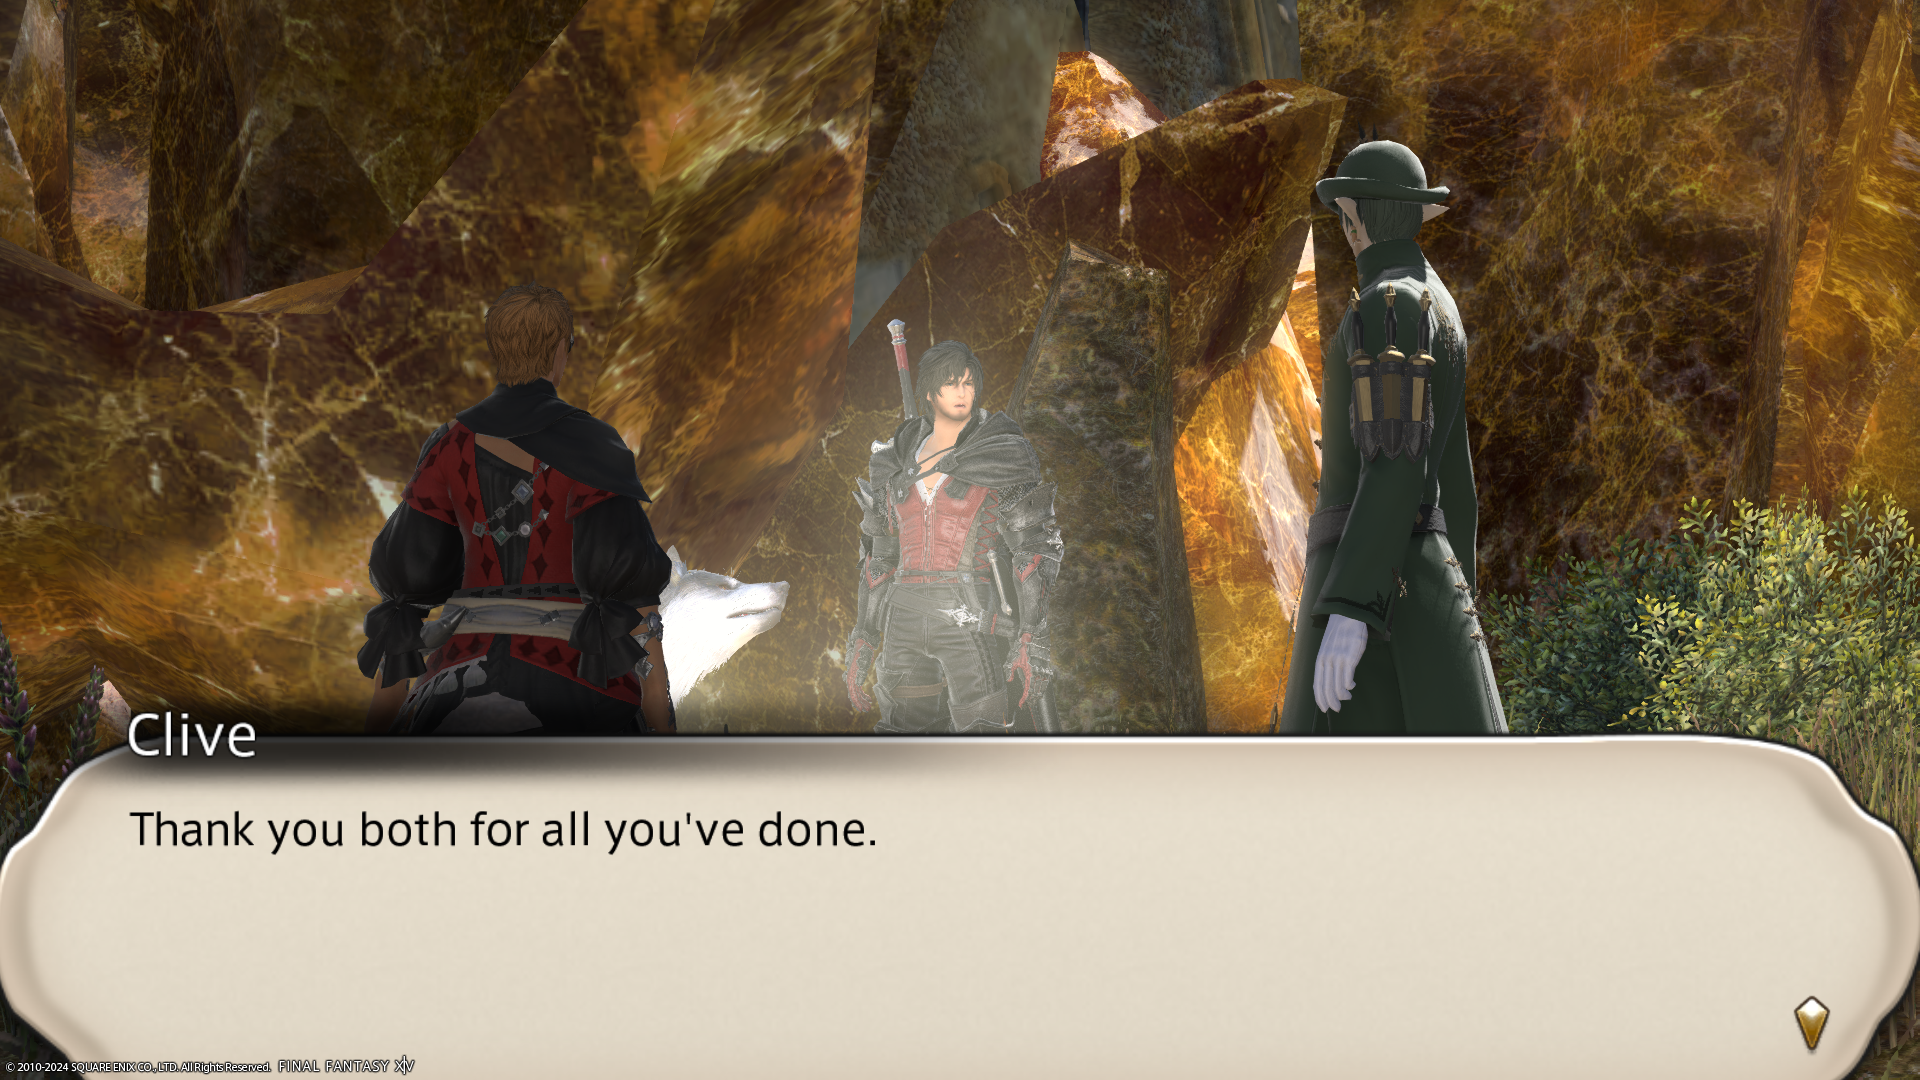 Clive
Thank you both for all you've done.
© 2010-2024 SQUARE ENIX CO., LTD. All Rights Reserved. FINAL FANTASY XIV